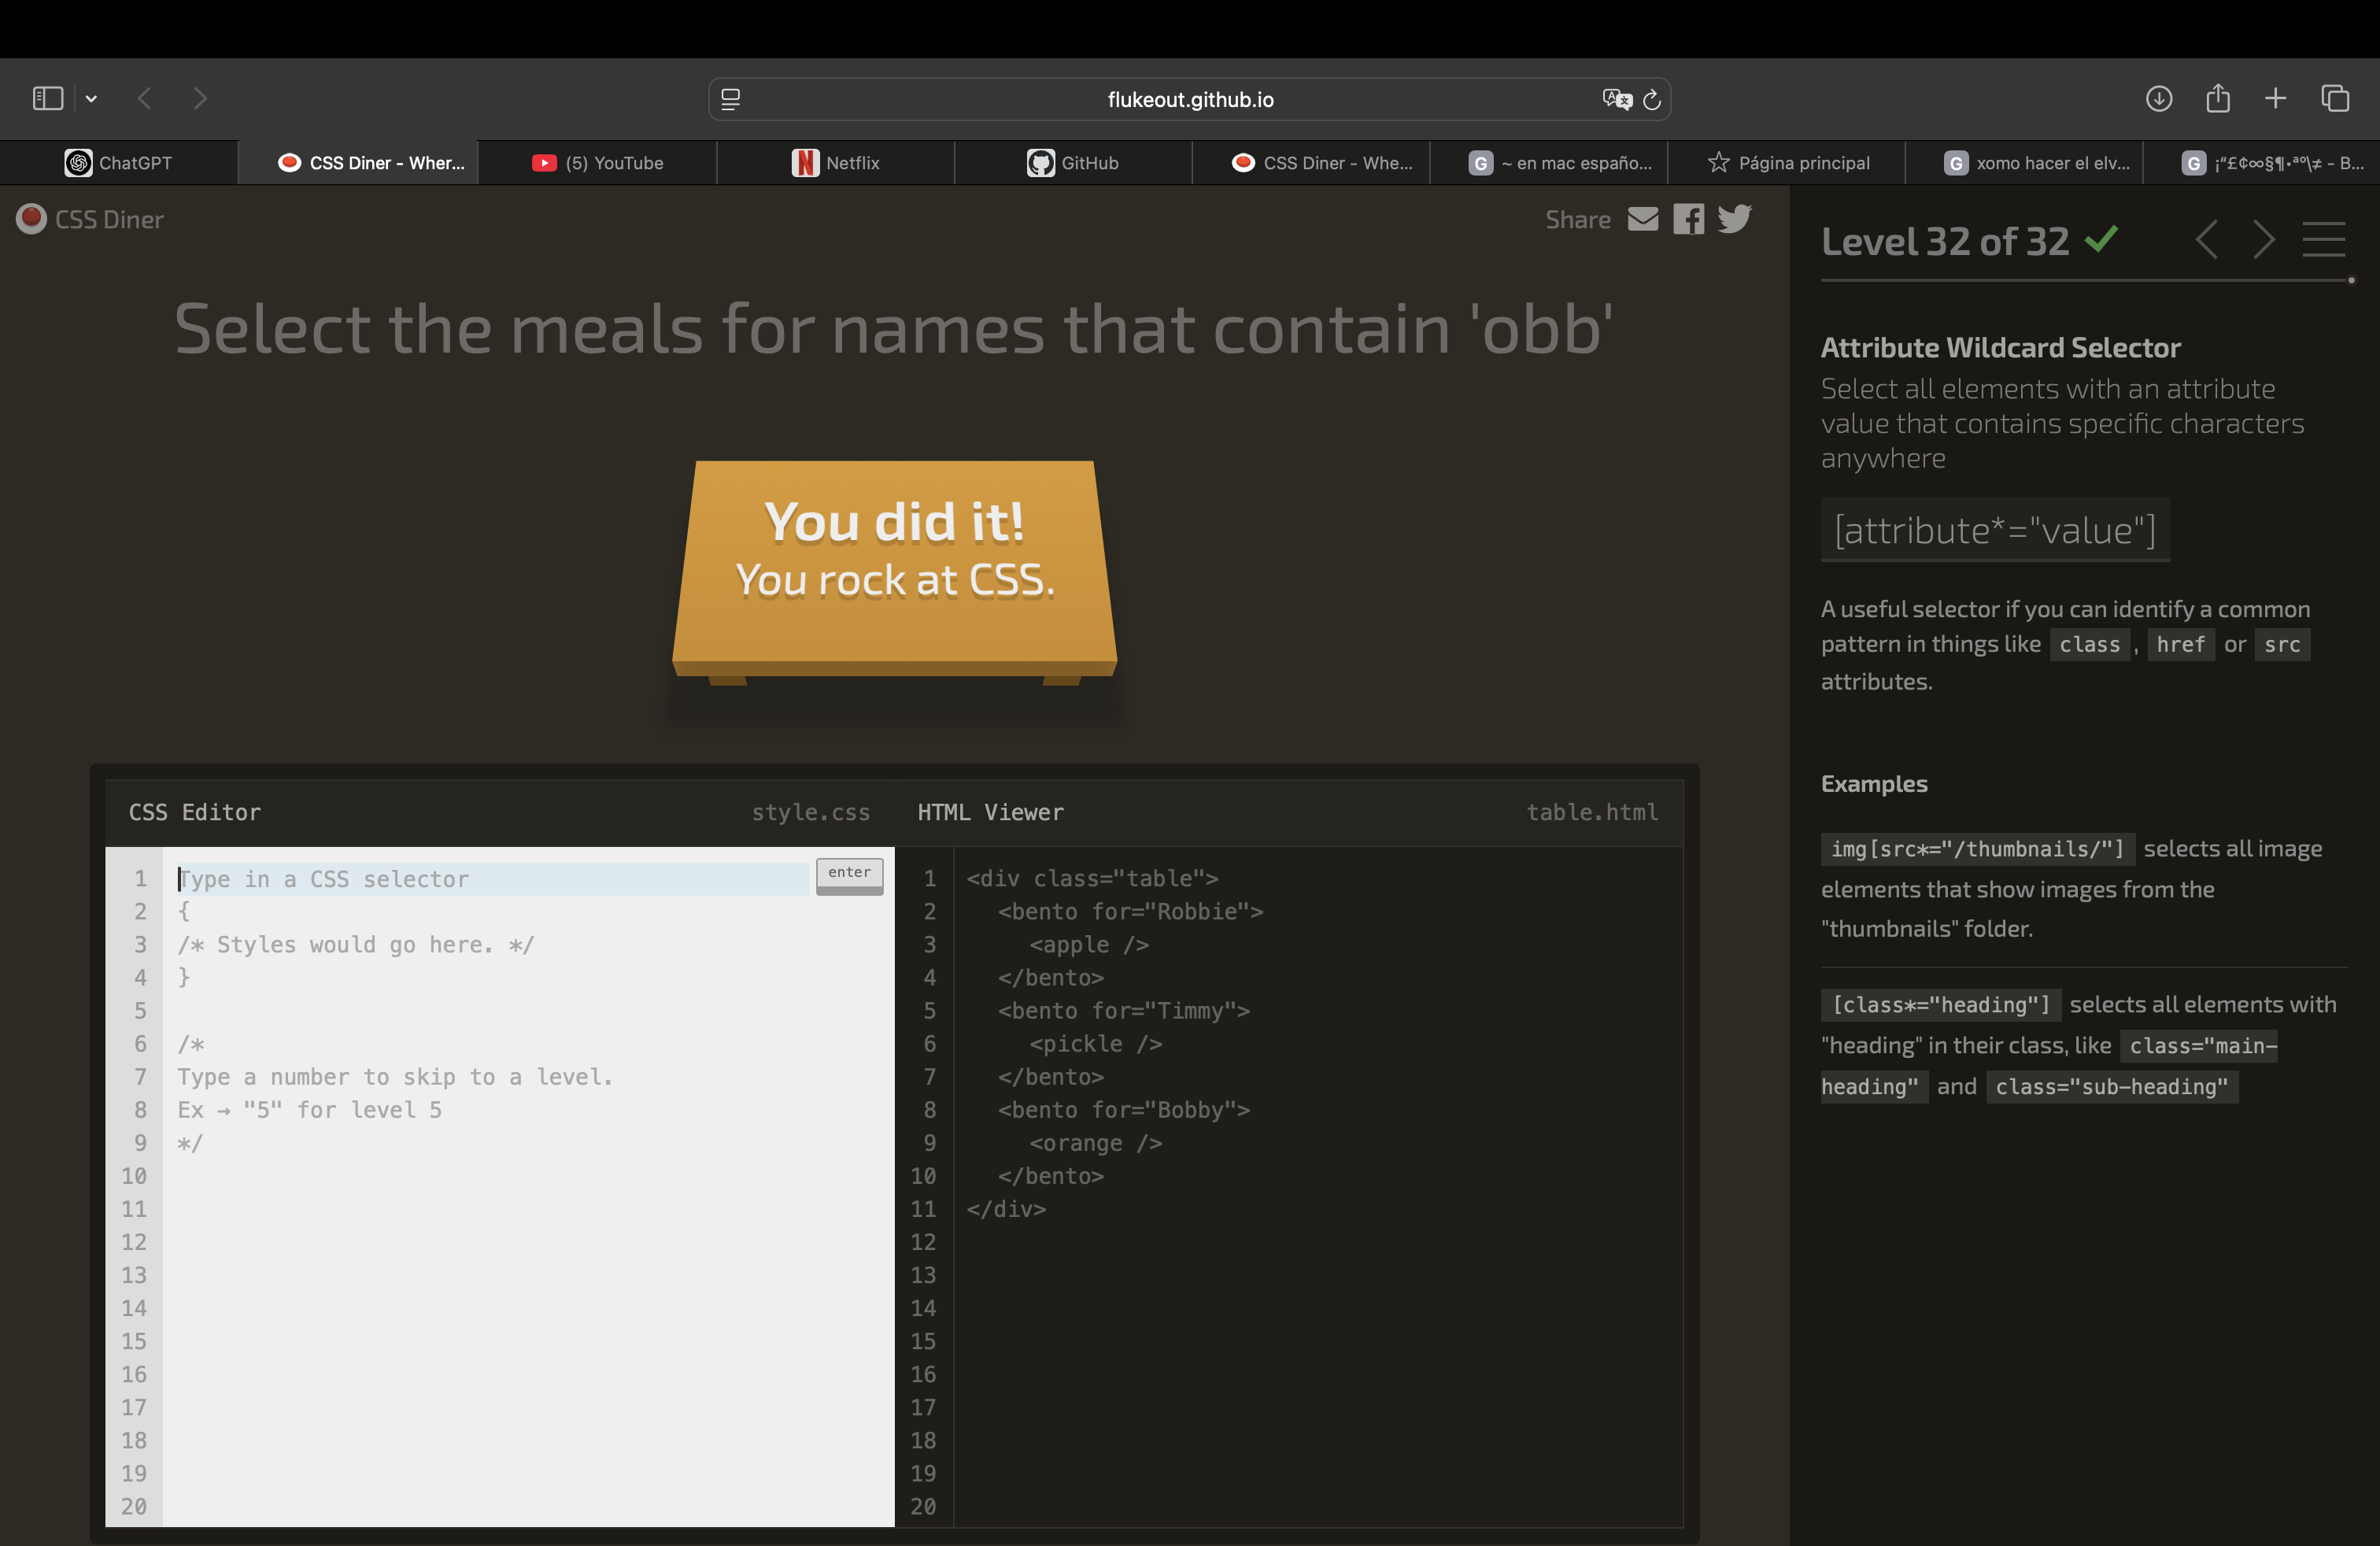 flukeout.github.io
ChatGPT
CSS Diner - Wher...
(5) YouTube
Netflix
GitHub
CSS Diner - Whe...
G ~ en mac españo...
Página principal
G xomo hacer el elv...
G ¡“£¢∞§¶•ªº\≠ - B...
CSS Diner
Share
Select the meals for names that contain 'obb'
You did it!
You rock at CSS.
CSS Editor
style.css
1 Type in a CSS selector
enter
2 {
3 /* Styles would go here. */
4 }
5
6 /*
7 Type a number to skip to a level.
8 Ex → "5" for level 5
9 */
10
11
12
13
14
15
16
17
18
19
20
HTML Viewer
table.html
1 <div class="table">
2 <bento for="Robbie">
3 <apple />
4 </bento>
5 <bento for="Timmy">
6 <pickle />
7 </bento>
8 <bento for="Bobby">
9 <orange />
10 </bento>
11 </div>
12
13
14
15
16
17
18
19
20
Level 32 of 32
Attribute Wildcard Selector
Select all elements with an attribute
value that contains specific characters
anywhere
[attribute*="value"]
A useful selector if you can identify a common
pattern in things like class, href or src
attributes.
Examples
img[src*="/thumbnails/"] selects all image
elements that show images from the
"thumbnails" folder.
[class*="heading"] selects all elements with
"heading" in their class, like class="main-
heading" and class="sub-heading"